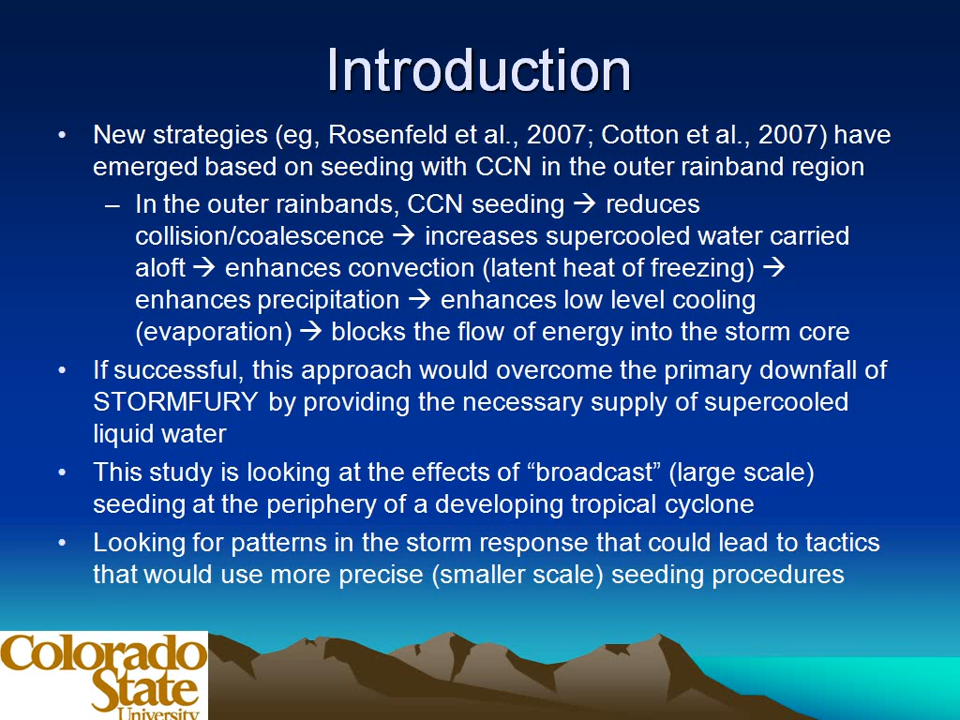 Introduction
• New strategies (eg, Rosenfeld et al., 2007; Cotton et al., 2007) have
emerged based on seeding with CCN in the outer rainband region
– In the outer rainbands, CCN seeding → reduces
collision/coalescence → increases supercooled water carried
aloft → enhances convection (latent heat of freezing) →
enhances precipitation → enhances low level cooling
(evaporation) → blocks the flow of energy into the storm core
• If successful, this approach would overcome the primary downfall of
STORMFURY by providing the necessary supply of supercooled
liquid water
• This study is looking at the effects of “broadcast” (large scale)
seeding at the periphery of a developing tropical cyclone
• Looking for patterns in the storm response that could lead to tactics
that would use more precise (smaller scale) seeding procedures
Colorado
State
University